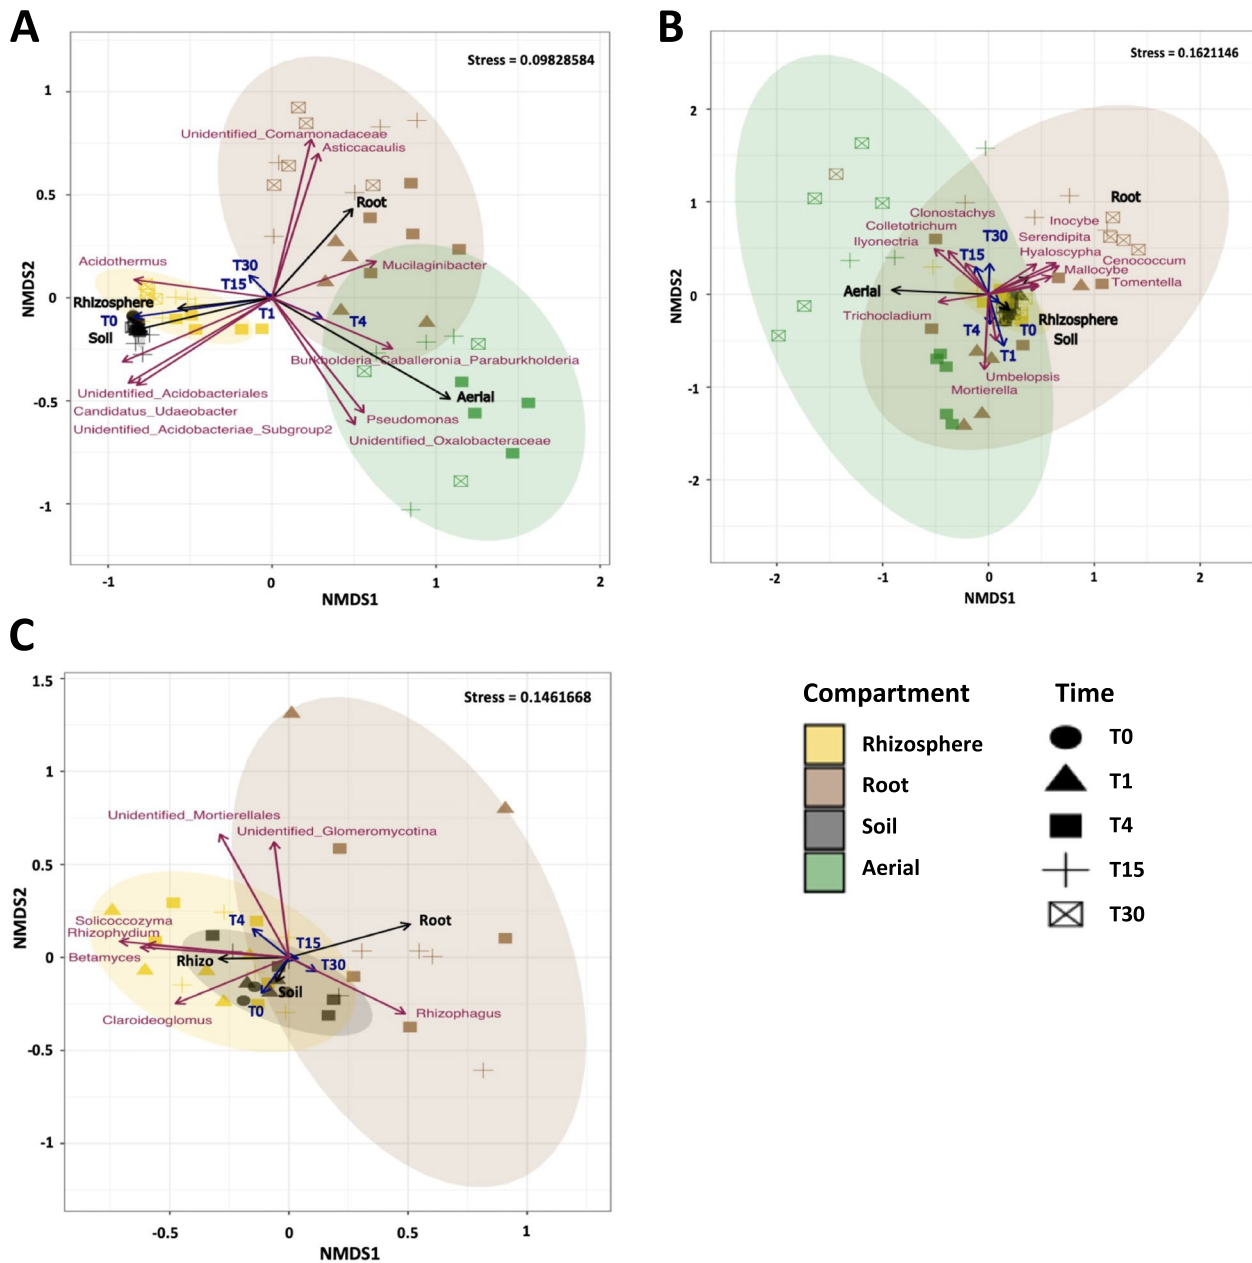 A
Stress = 0.09828584
Unidentified_Comamonadaceae
Asticcacaulis
Root
Acidothermus
T30
T15
Mucilaginibacter
Rhizosphere
T0
Soil
T1
T4
Burkholderia_Caballeronia_Paraburkholderia
Aerial
Unidentified_Acidobacteriales
Candidatus_Udaeobacter
Unidentified_Acidobacteriae_Subgroup2
Pseudomonas
Unidentified_Oxalobacteraceae
1
0.5
0
-0.5
-1
NMDS2
-1
0
1
2
NMDS1
B
Stress = 0.1621146
Root
Clonostachys
Colletotrichum
Ilyonectria
T30
T15
Inocybe
Serendipita
Hyaloscypha
Cenococcum
Mallocybe
Tomentella
Aerial
Trichocladium
T4
T0
T1
Rhizosphere
Soil
Umbelopsis
Mortierella
2
1
0
-1
-2
NMDS2
-2
-1
0
1
2
NMDS1
C
Stress = 0.1461668
Unidentified_Mortierellales
Unidentified_Glomeromycotina
Solicoccozyma
Rhizophydium
Betamyces
T4
T15
T30
Root
Rhizo
Soil
T0
Claroideoglomus
Rhizophagus
1.5
1
0.5
0
-0.5
-1
NMDS2
-0.5
0
0.5
1
NMDS1
Compartment
Rhizosphere
Root
Soil
Aerial
Time
T0
T1
T4
T15
T30